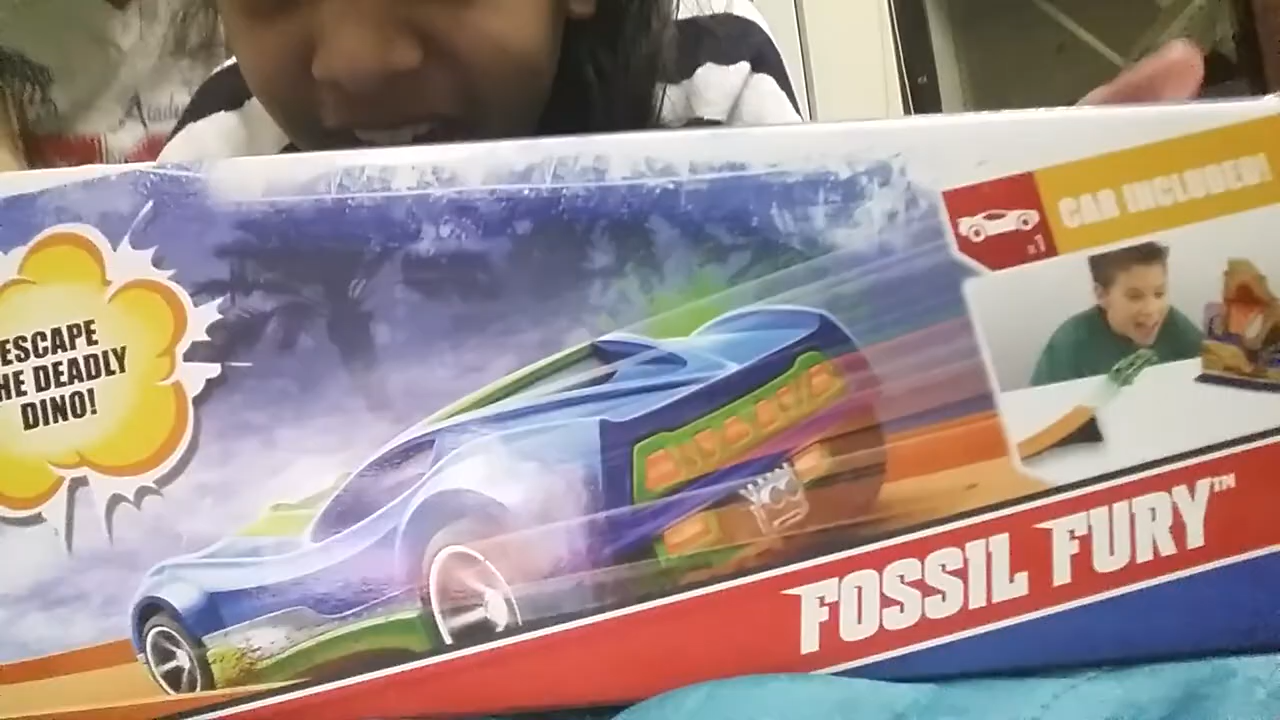 ESCAPE
HE DEADLY
DINO!
CAR INCLUDED!
x1
FOSSIL FURY™